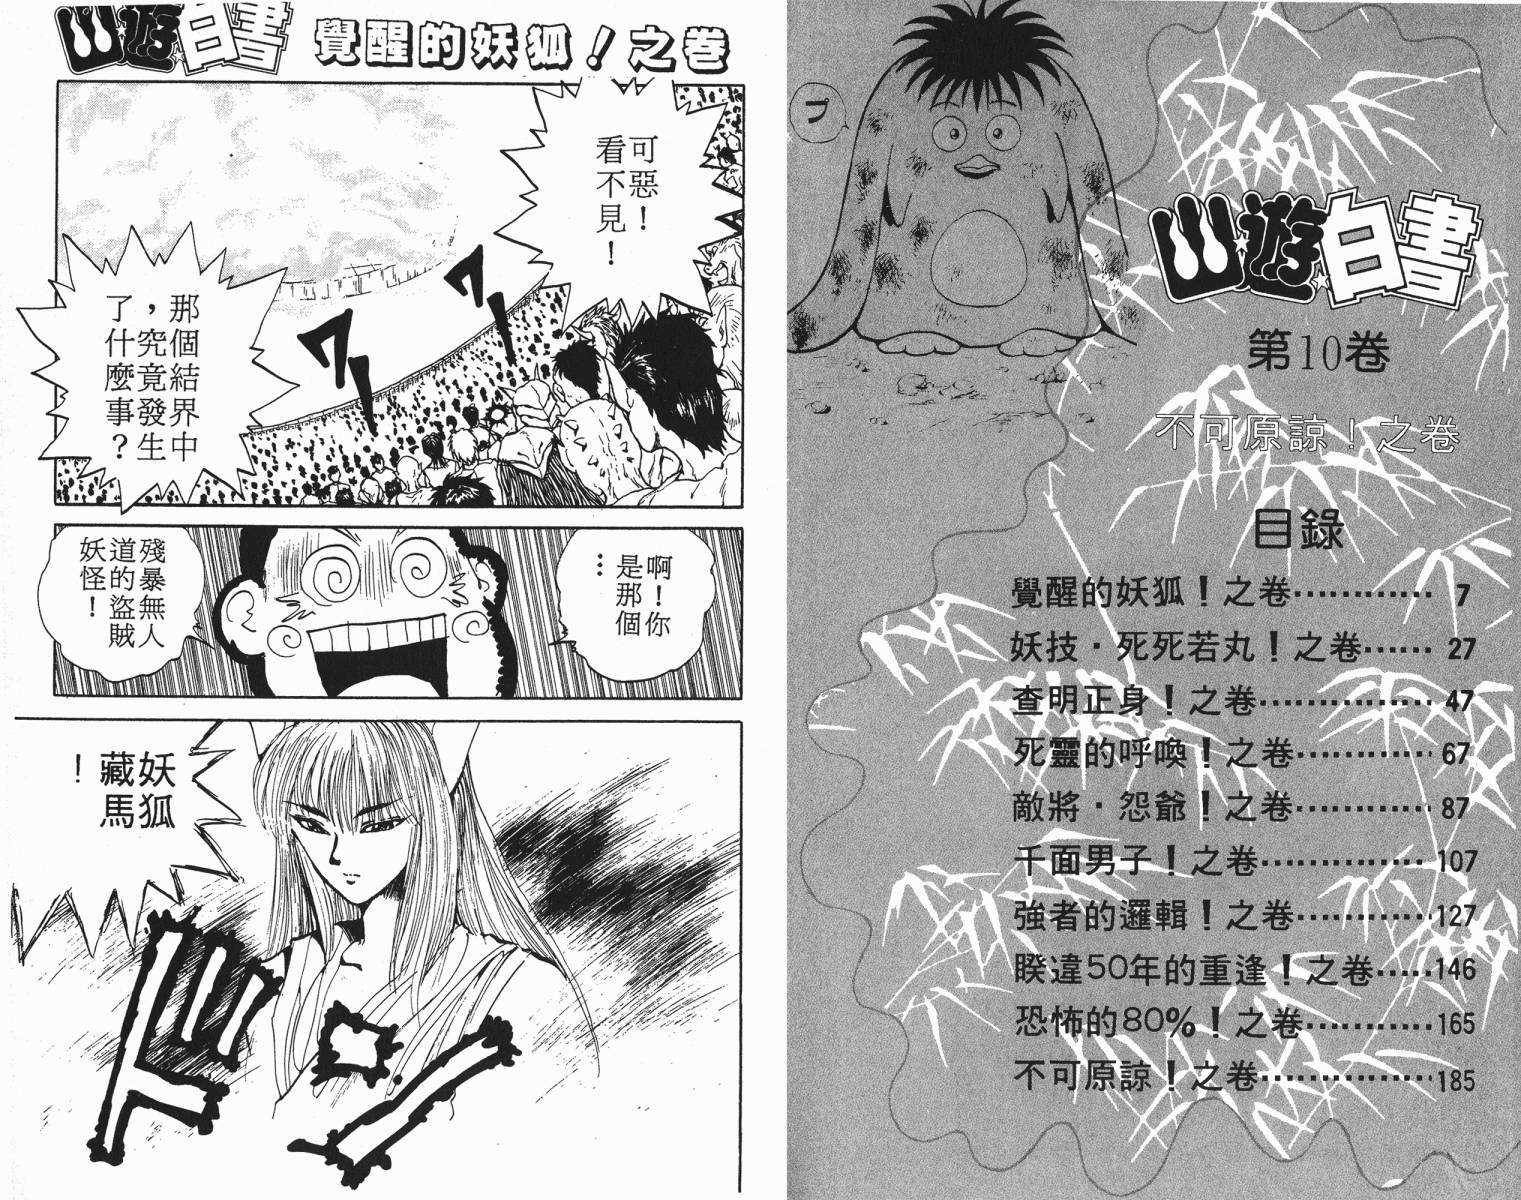 プ
幽遊白書
第10卷
不可原諒！之卷
目錄
覺醒的妖狐！之卷············ 7
妖技·死死若丸！之卷······ 27
查明正身！之卷··············· 47
死靈的呼喚！之卷············ 67
敵將·怨爺！之卷············ 87
千面男子！之卷·············· 107
強者的邏輯！之卷············ 127
睽違50年的重逢！之卷····· 146
恐怖的80%！之卷··········· 165
不可原諒！之卷·············· 185
幽遊白書
覺醒的妖狐！之卷
可惡！
看不見！
ワ
ワ
那個結界中
，究竟發生
了什麼事？
啊！你
是那個
…
殘暴無人
道的盜賊
妖怪！
妖狐
藏馬
！
ドロン